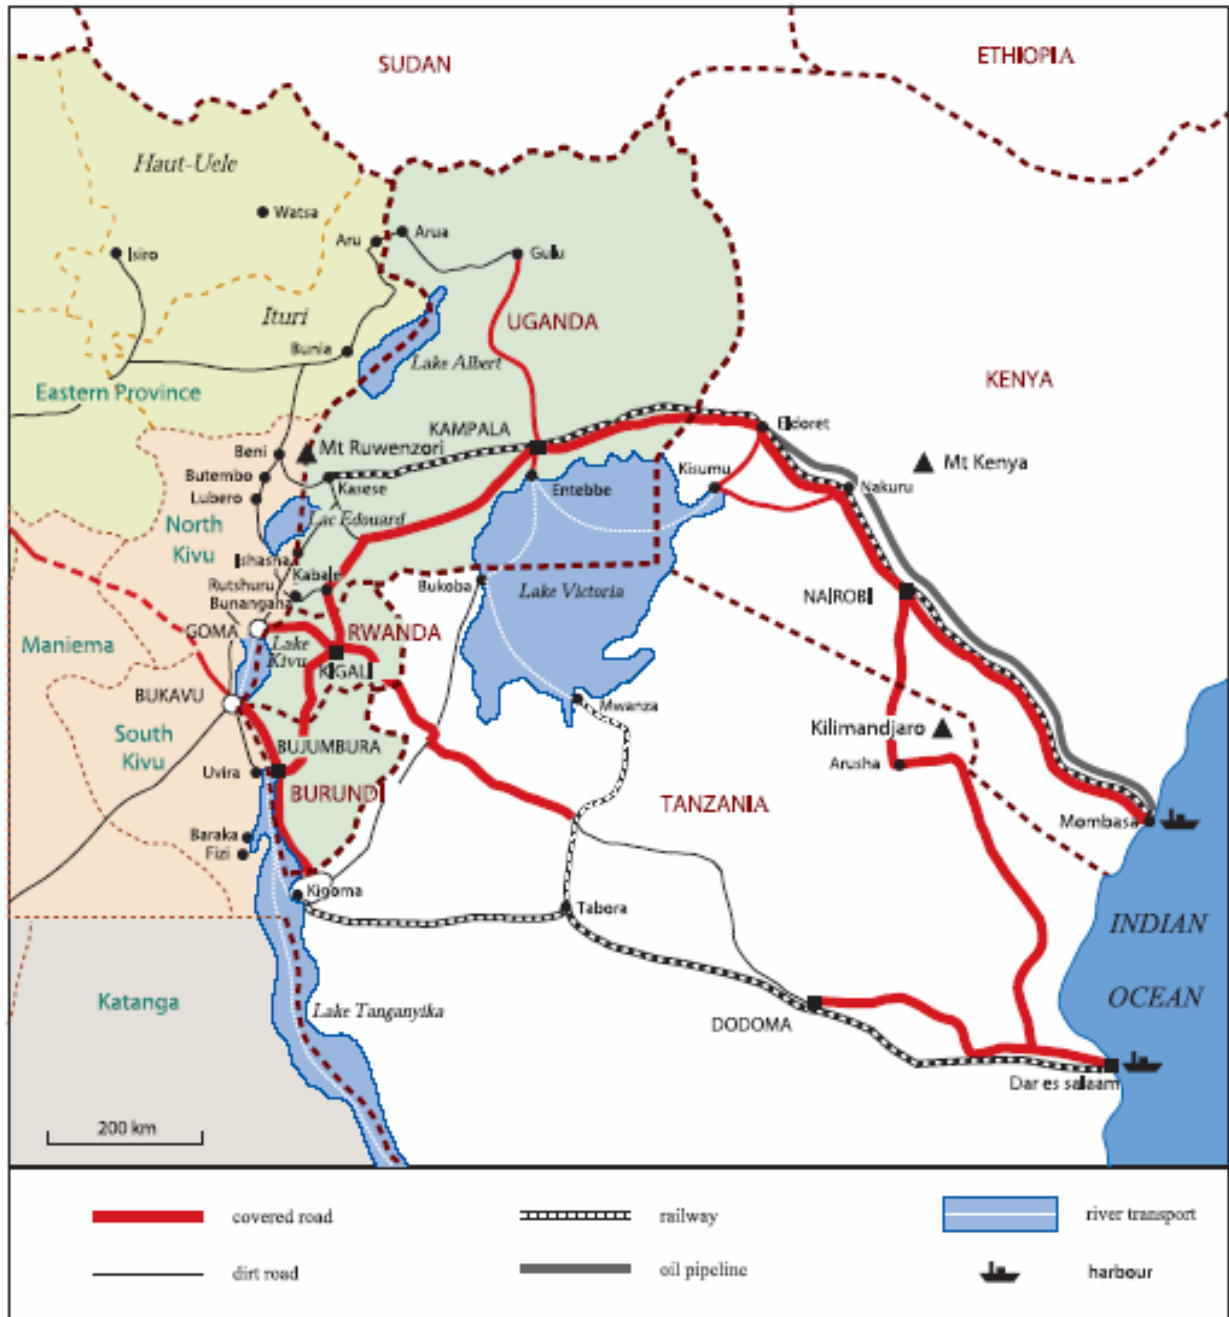 SUDAN
ETHIOPIA
Haut-Uele
Watsa
Aru
Arua
Isiro
Gulu
Ituri
UGANDA
Bunia
Lake Albert
KENYA
Eastern Province
KAMPALA
Eldoret
Beni
Mt Ruwenzori
Mt Kenya
Butembo
Kasese
Entebbe
Kisumu
Nakuru
Lubero
North
Kivu
Lac Edouard
Ishasha
Kabale
Rutshuru
Bukoba
Lake Victoria
NAIROBI
Bunangaha
GOMA
RWANDA
Maniema
Lake
Kivu
KIGALI
BUKAVU
Mwanza
South
Kivu
Kilimandjaro
BUJUMBURA
Arusha
Uvira
BURUNDI
TANZANIA
Mombasa
Baraka
Fizi
Kigoma
Tabora
INDIAN
OCEAN
Katanga
Lake Tanganyika
DODOMA
Dar es salaam
200 km
covered road
railway
river transport
dirt road
oil pipeline
harbour